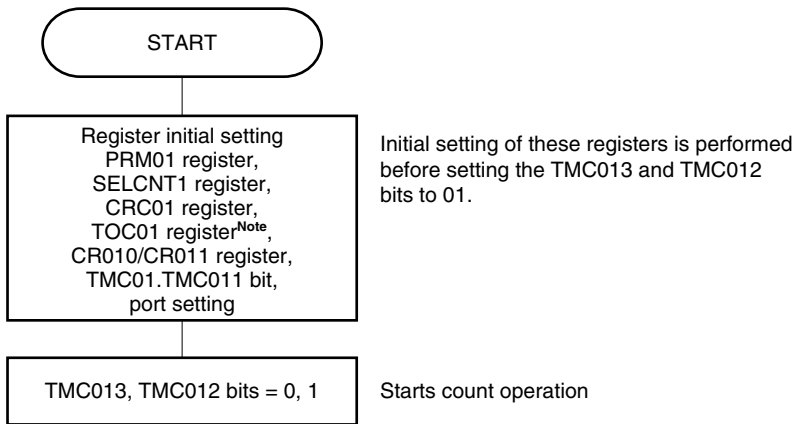 START
Register initial setting
PRM01 register,
SELCNT1 register,
CRC01 register,
TOC01 registerNote,
CR010/CR011 register,
TMC01.TMC011 bit,
port setting
Initial setting of these registers is performed
before setting the TMC013 and TMC012
bits to 01.
TMC013, TMC012 bits = 0, 1
Starts count operation